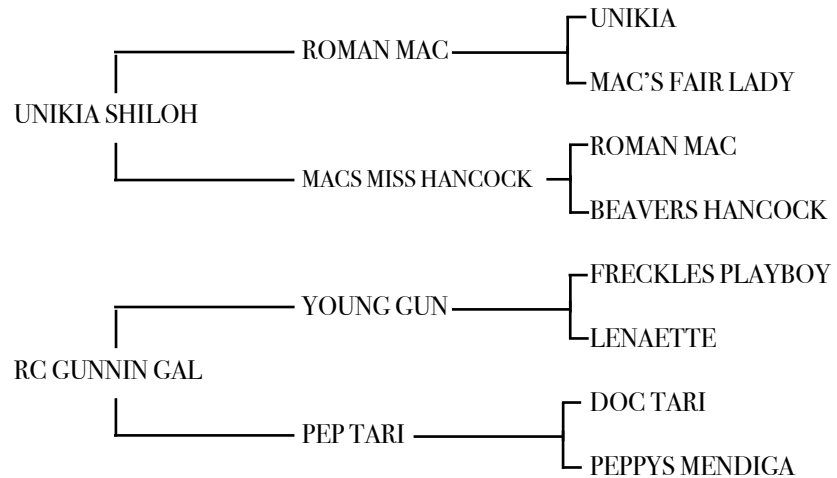 UNIKIA
ROMAN MAC
MAC’S FAIR LADY
UNIKIA SHILOH
ROMAN MAC
MACS MISS HANCOCK
BEAVERS HANCOCK
FRECKLES PLAYBOY
YOUNG GUN
LENAETTE
RC GUNNIN GAL
DOC TARI
PEP TARI
PEPPYS MENDIGA